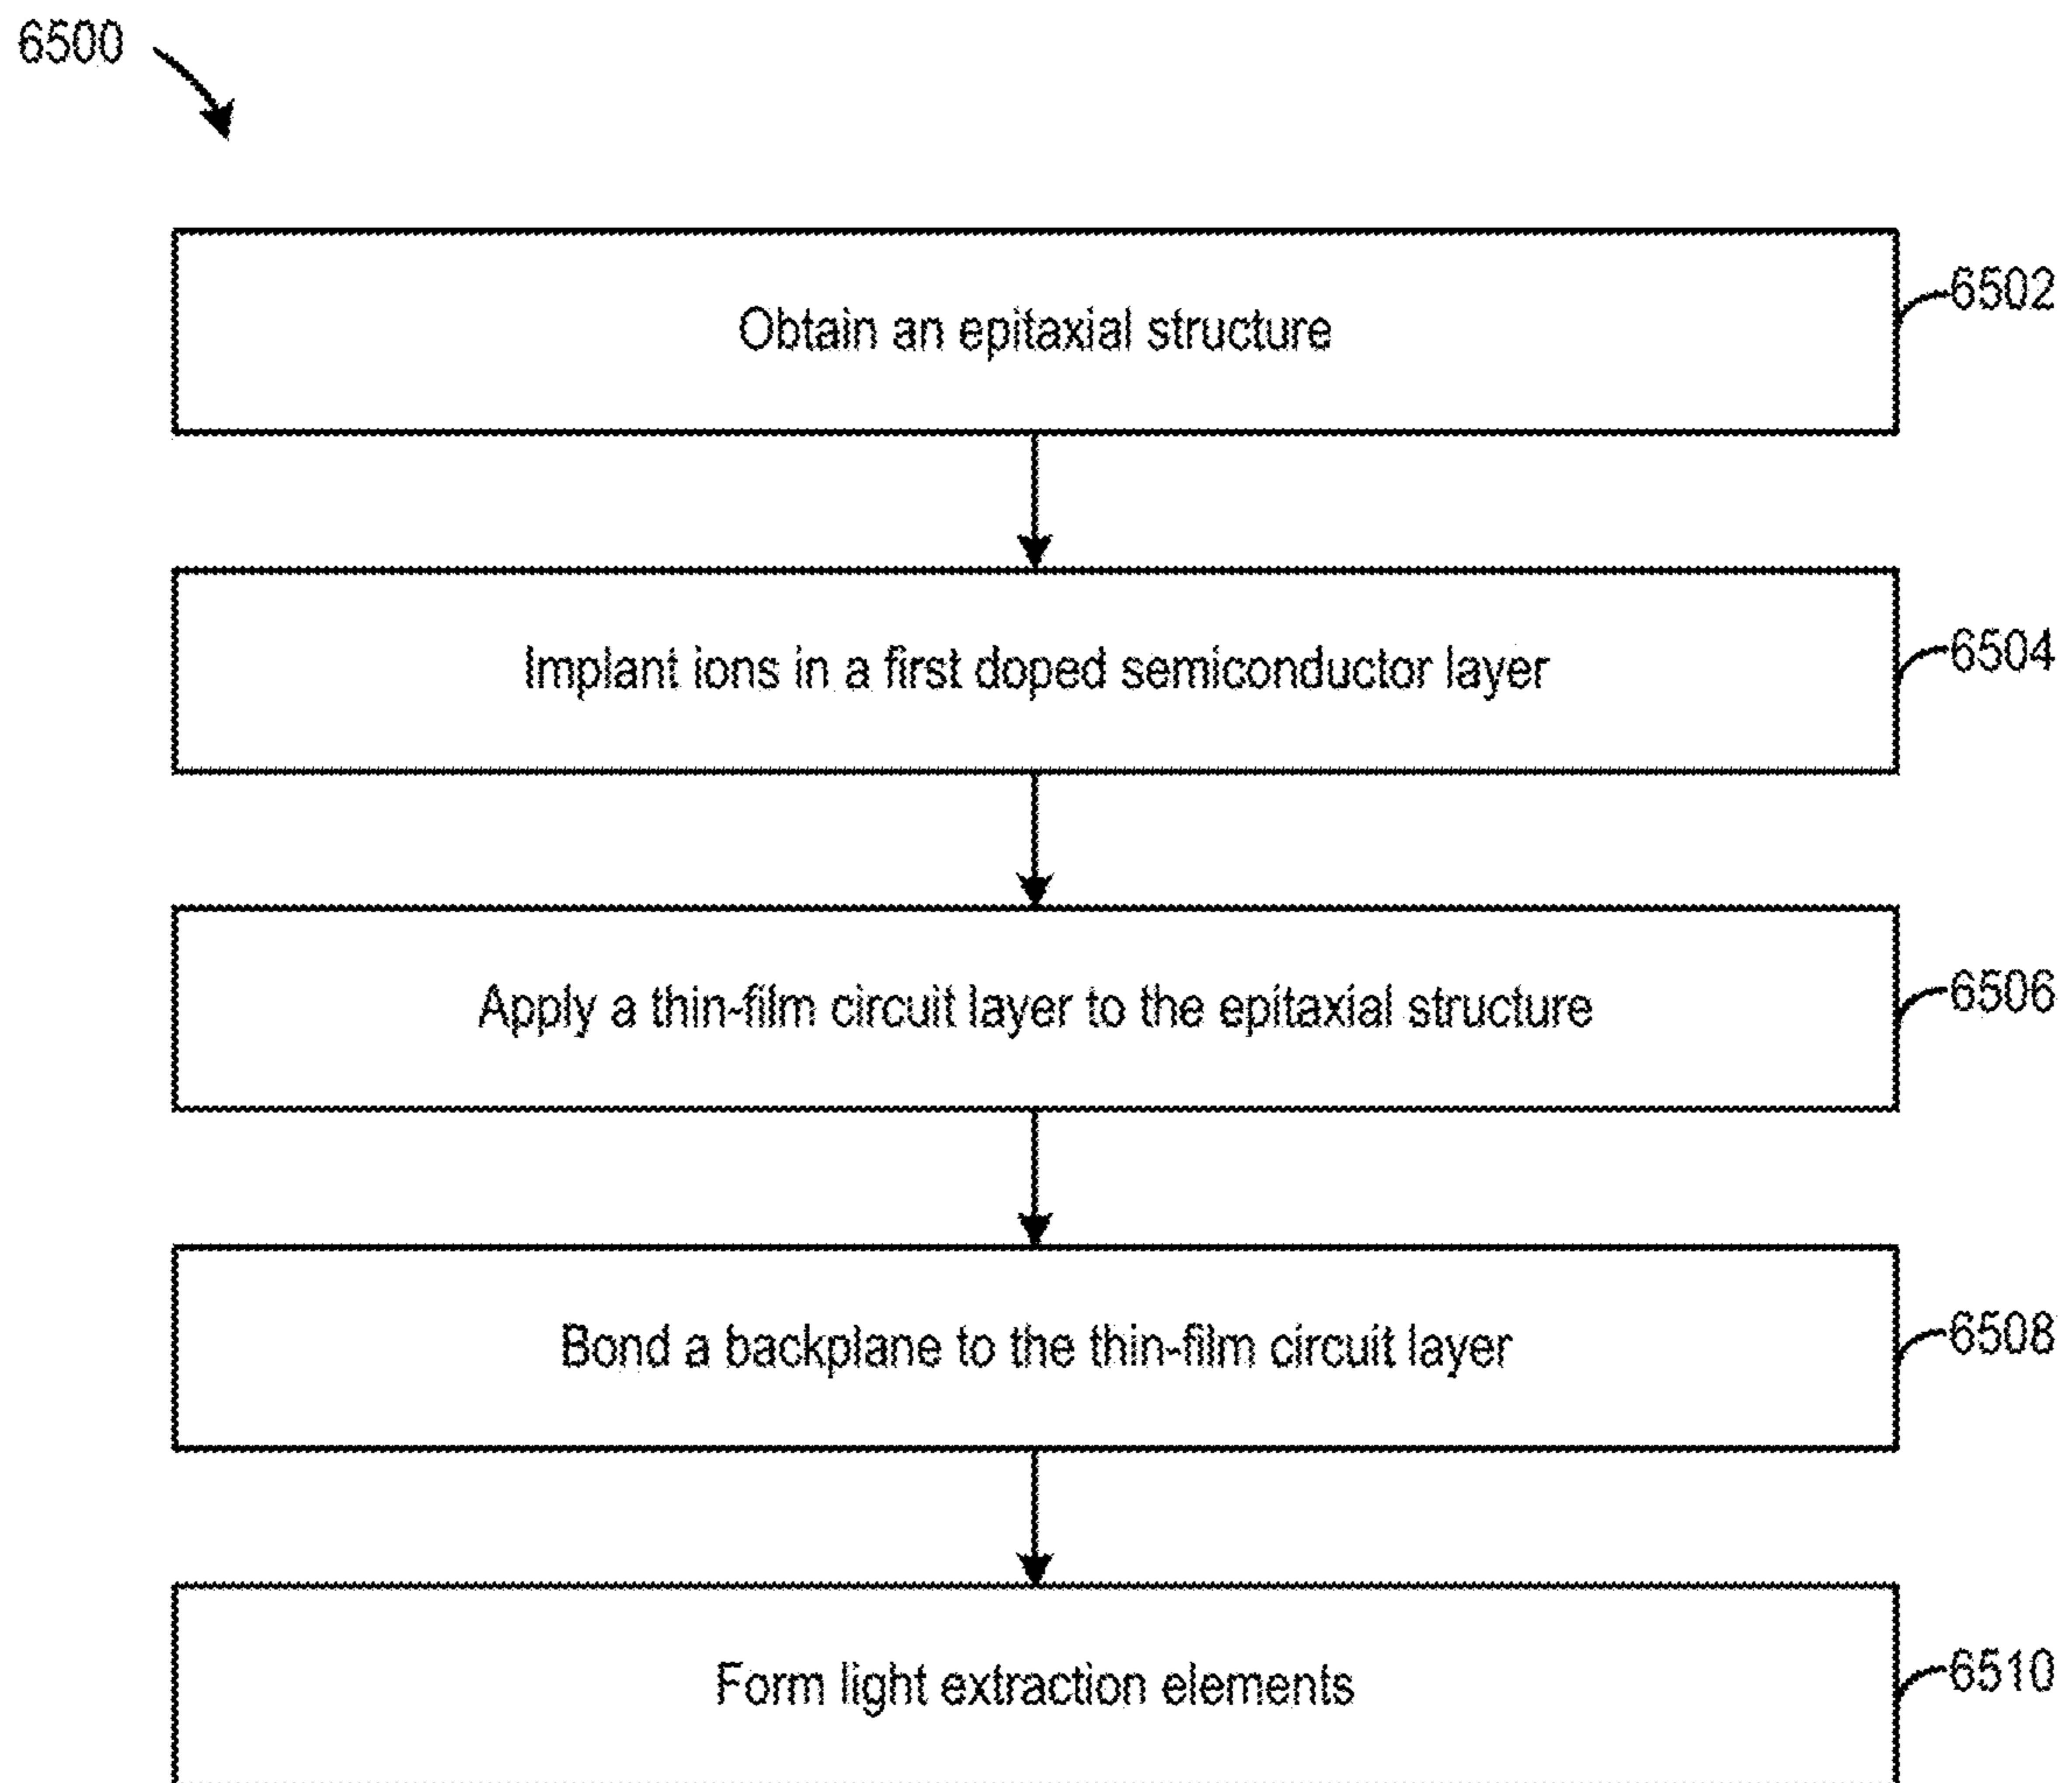 6500
Obtain an epitaxial structure
6502
Implant ions in a first doped semiconductor layer
6504
Apply a thin-film circuit layer to the epitaxial structure
6506
Bond a backplane to the thin-film circuit layer
6508
Form light extraction elements
6510